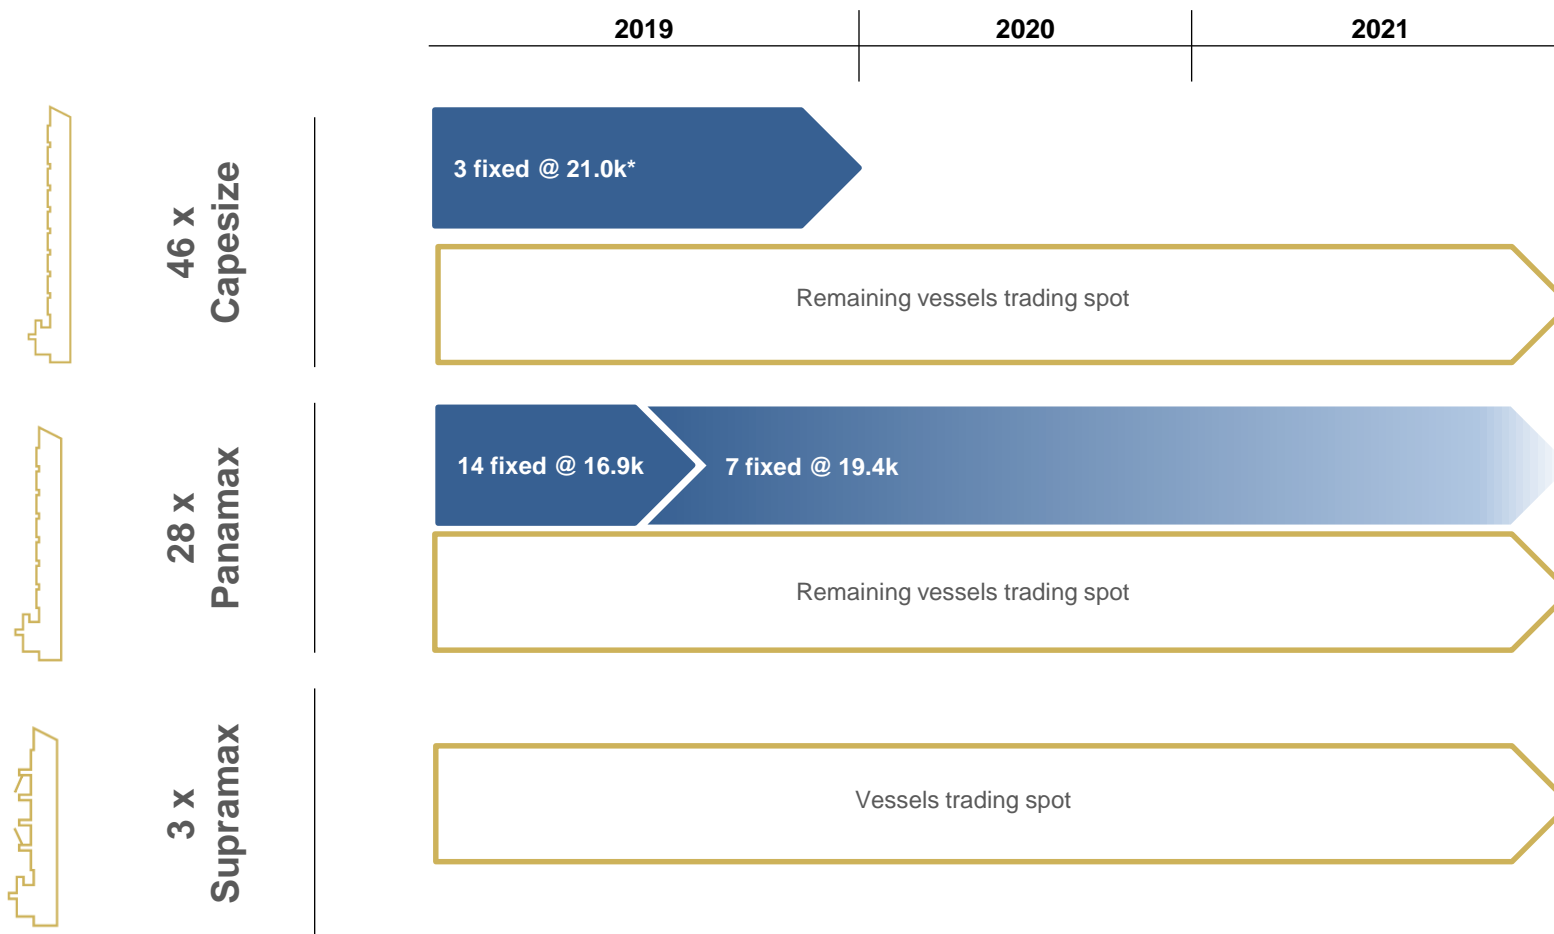 2019 2020 2021
46 x
Capesize
3 fixed @ 21.0k*
Remaining vessels trading spot
28 x
Panamax
14 fixed @ 16.9k
7 fixed @ 19.4k
Remaining vessels trading spot
3 x
Supramax
Vessels trading spot